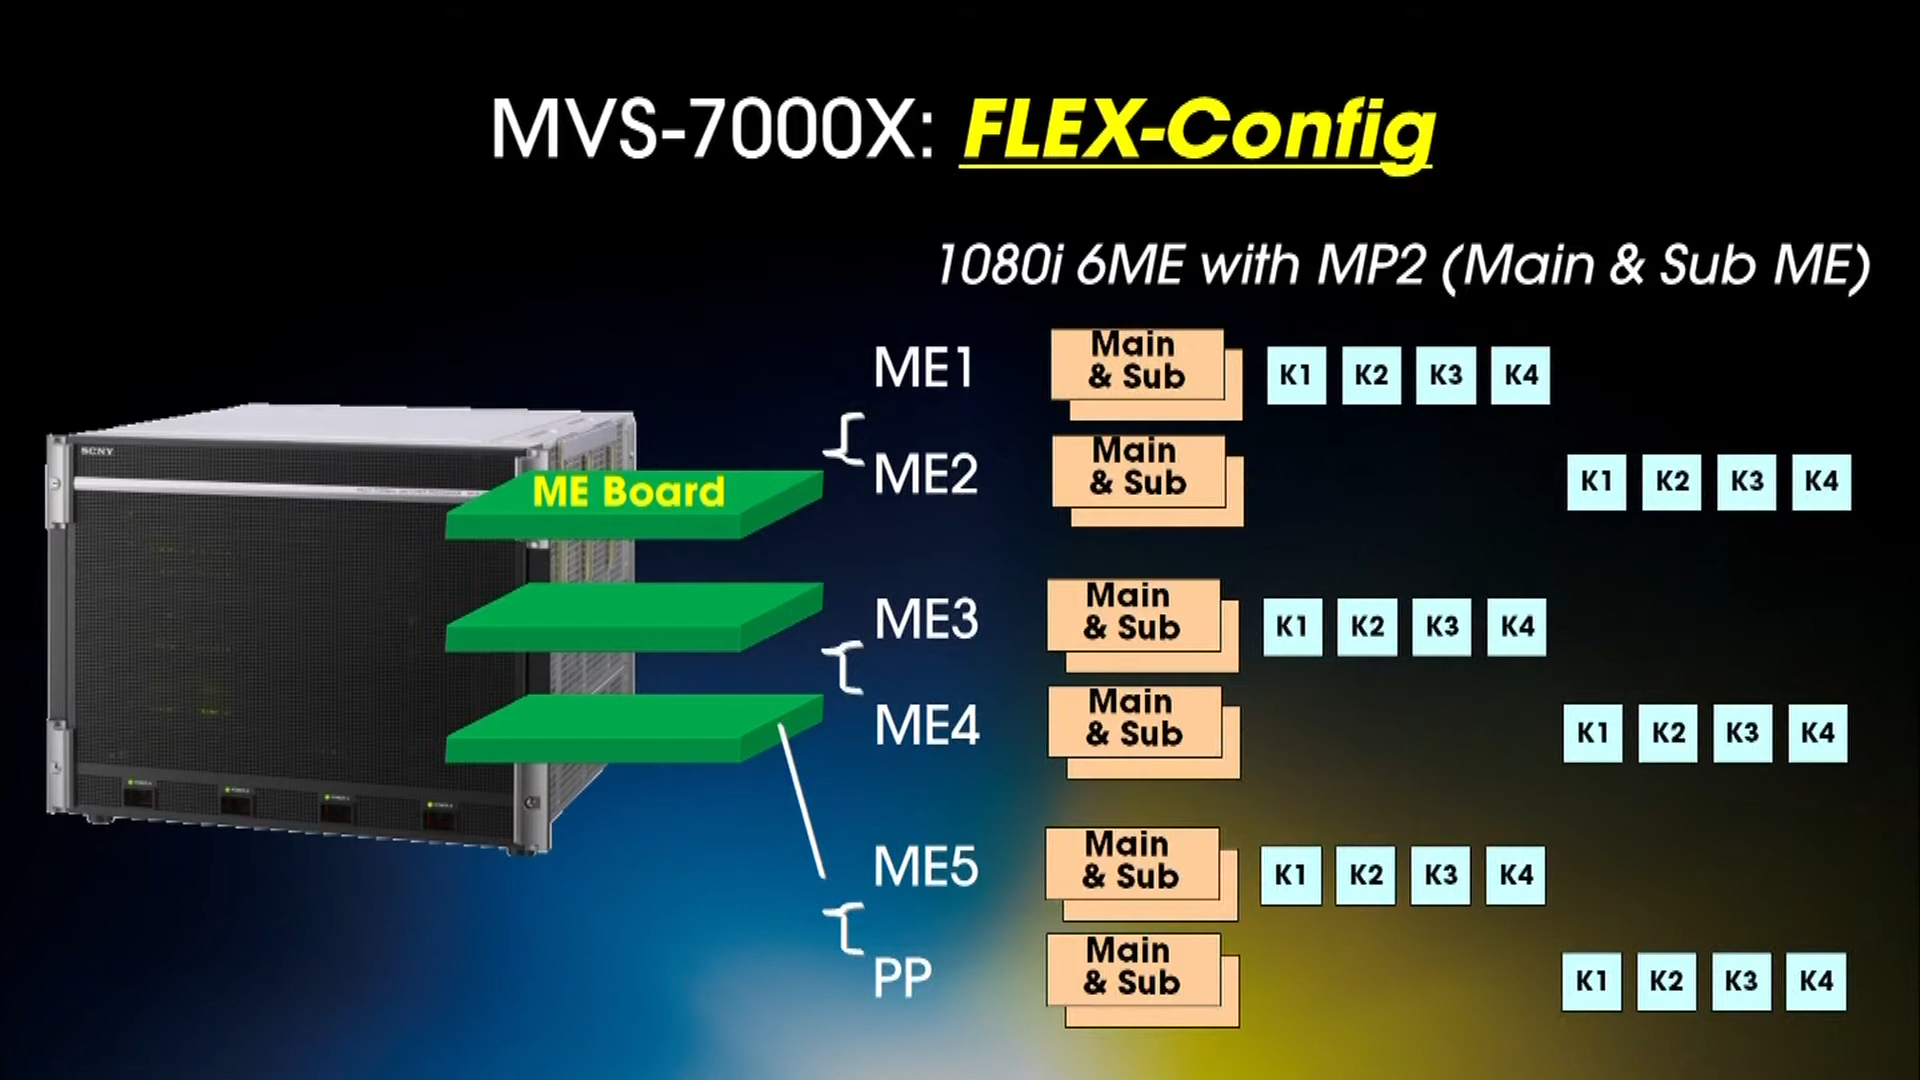 MVS-7000X: FLEX-Config
1080i 6ME with MP2 (Main & Sub ME)
ME1
Main
& Sub
K1 K2 K3 K4
SONY
ME Board
ME2
Main
& Sub
K1 K2 K3 K4
ME3
Main
& Sub
K1 K2 K3 K4
ME4
Main
& Sub
K1 K2 K3 K4
ME5
Main
& Sub
K1 K2 K3 K4
PP
Main
& Sub
K1 K2 K3 K4